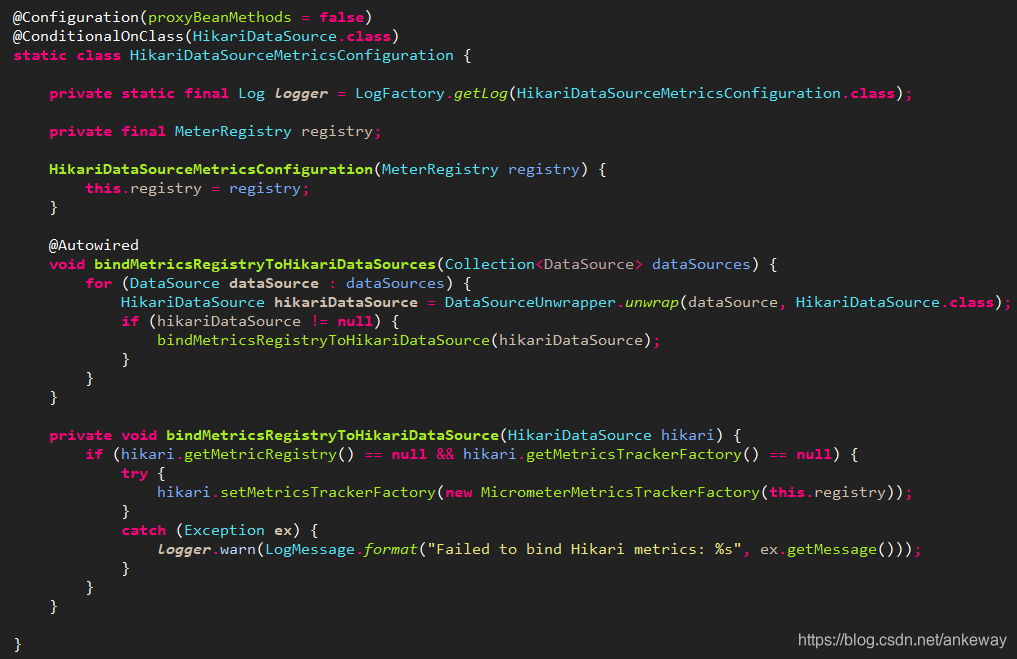 @Configuration(proxyBeanMethods = false)
@ConditionalOnClass(HikariDataSource.class)
static class HikariDataSourceMetricsConfiguration {
private static final Log logger = LogFactory.getLog(HikariDataSourceMetricsConfiguration.class);
private final MeterRegistry registry;
HikariDataSourceMetricsConfiguration(MeterRegistry registry) {
this.registry = registry;
}
@Autowired
void bindMetricsRegistryToHikariDataSources(Collection<DataSource> dataSources) {
for (DataSource dataSource : dataSources) {
HikariDataSource hikariDataSource = DataSourceUnwrapper.unwrap(dataSource, HikariDataSource.class);
if (hikariDataSource != null) {
bindMetricsRegistryToHikariDataSource(hikariDataSource);
}
}
}
private void bindMetricsRegistryToHikariDataSource(HikariDataSource hikari) {
if (hikari.getMetricRegistry() == null && hikari.getMetricsTrackerFactory() == null) {
try {
hikari.setMetricsTrackerFactory(new MicrometerMetricsTrackerFactory(this.registry));
}
catch (Exception ex) {
logger.warn(LogMessage.format("Failed to bind Hikari metrics: %s", ex.getMessage()));
}
}
}
}
https://blog.csdn.net/ankeway